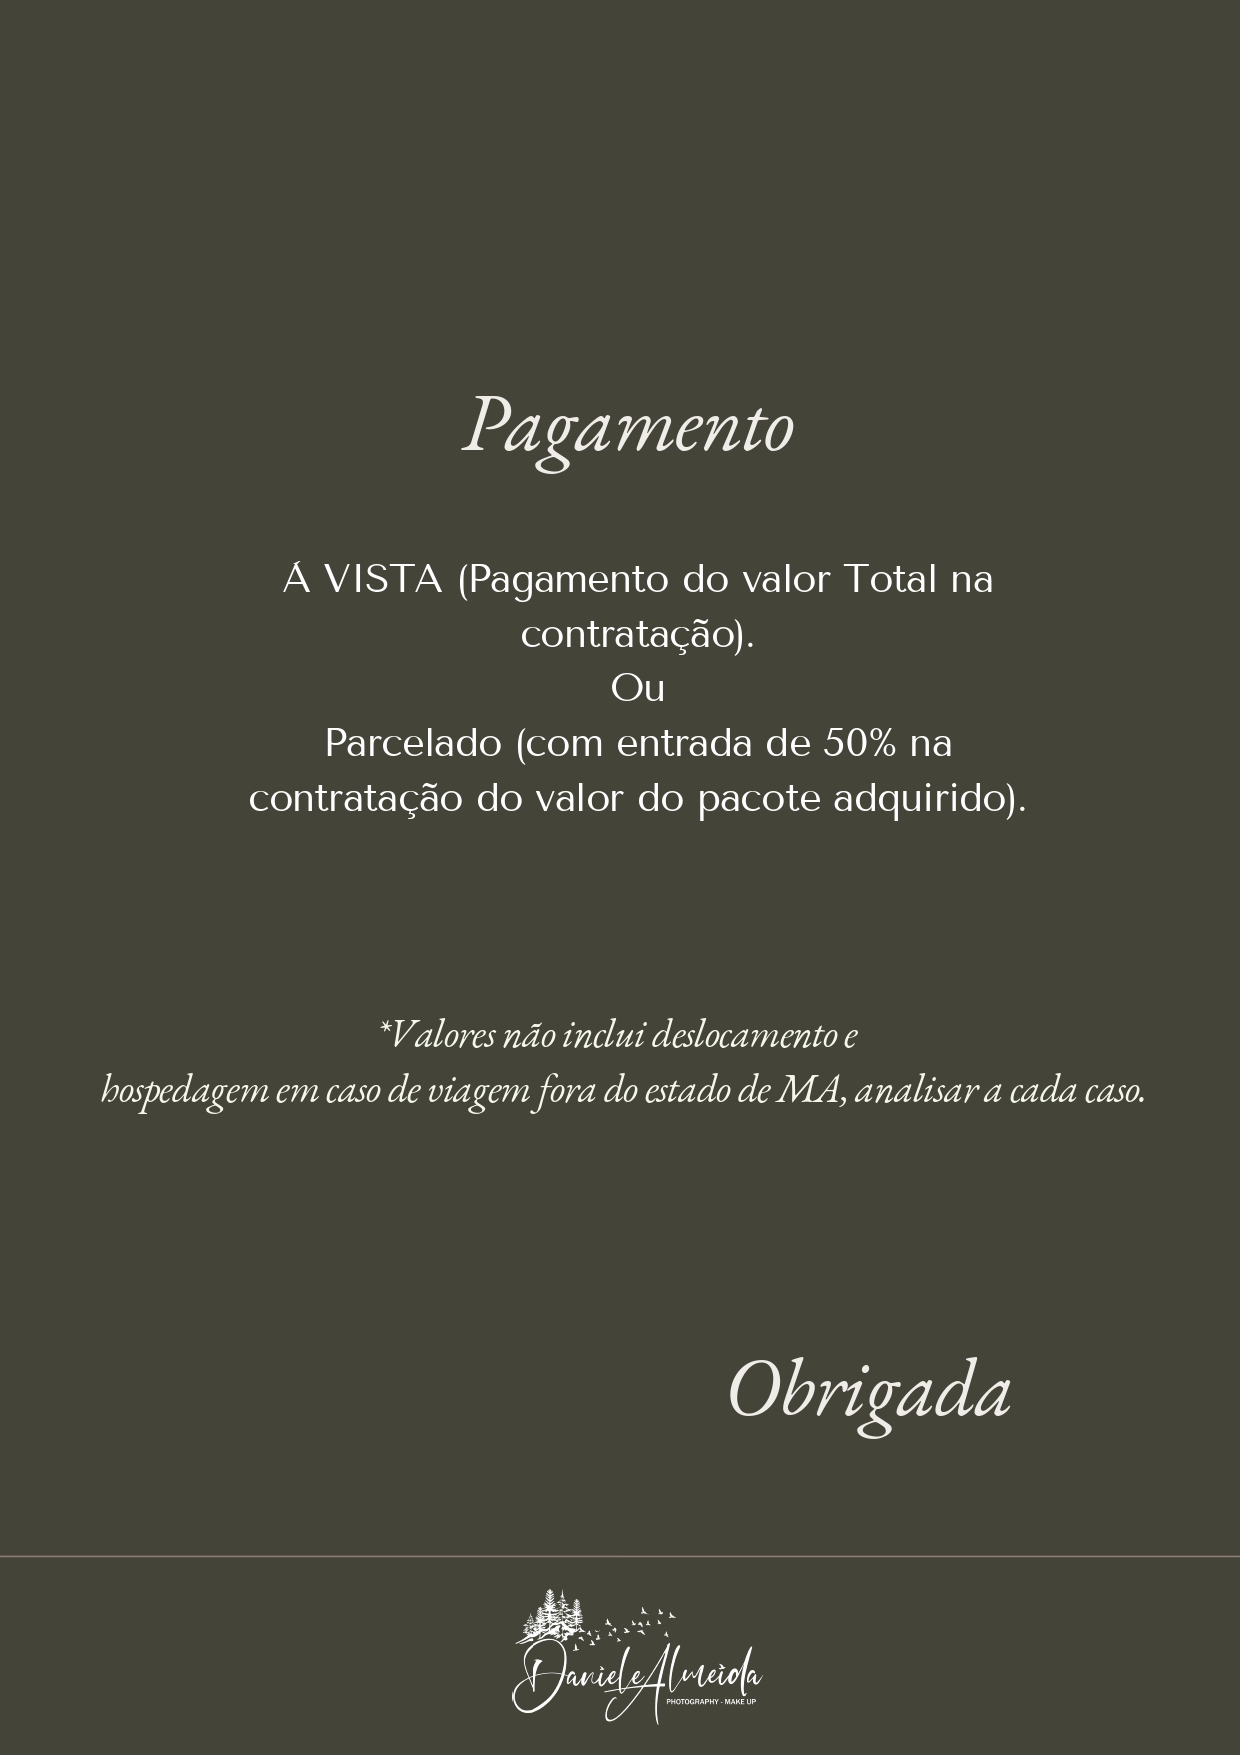 Pagamento
Á VISTA (Pagamento do valor Total na
contratação).
Ou
Parcelado (com entrada de 50% na
contratação do valor do pacote adquirido).
*Valores não inclui deslocamento e
hospedagem em caso de viagem fora do estado de MA, analisar a cada caso.
Obrigada
Daniele Almeida
PHOTOGRAPHY - MAKE UP